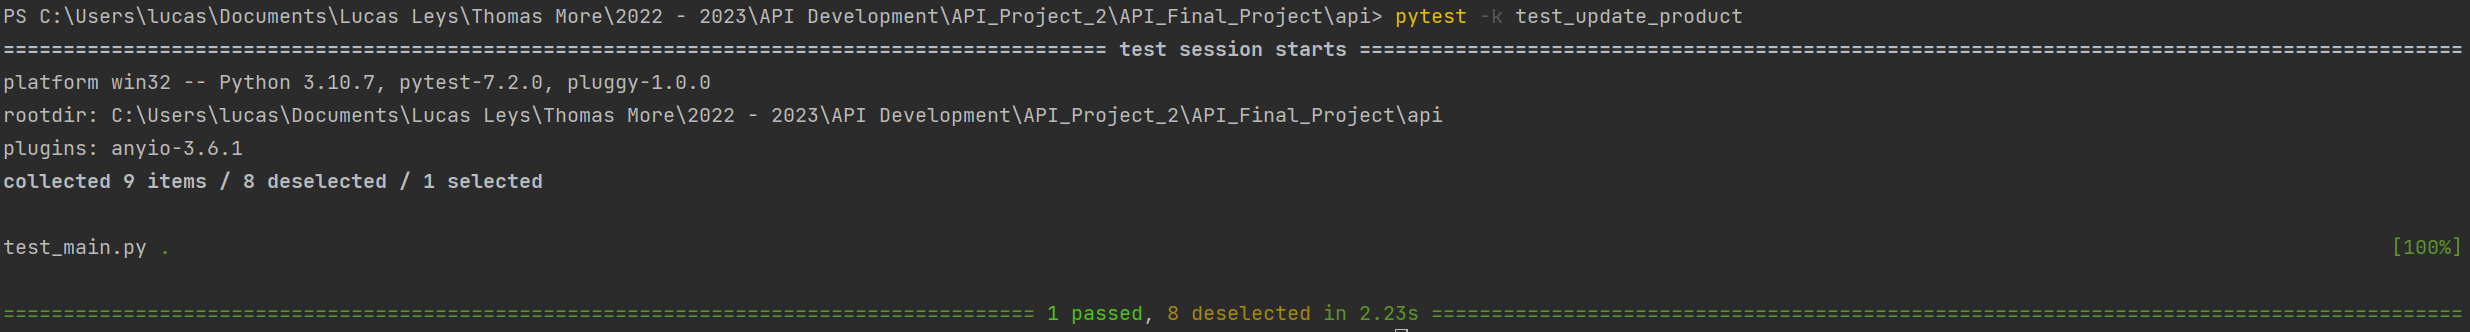 PS C:\Users\lucas\Documents\Lucas Leys\Thomas More\2022 - 2023\API Development\API_Project_2\API_Final_Project\api> pytest -k test_update_product
============================================================================================ test session starts ============================================================================================
platform win32 -- Python 3.10.7, pytest-7.2.0, pluggy-1.0.0
rootdir: C:\Users\lucas\Documents\Lucas Leys\Thomas More\2022 - 2023\API Development\API_Project_2\API_Final_Project\api
plugins: anyio-3.6.1
collected 9 items / 8 deselected / 1 selected
test_main.py . [100%]
====================================================================================== 1 passed, 8 deselected in 2.23s ======================================================================================